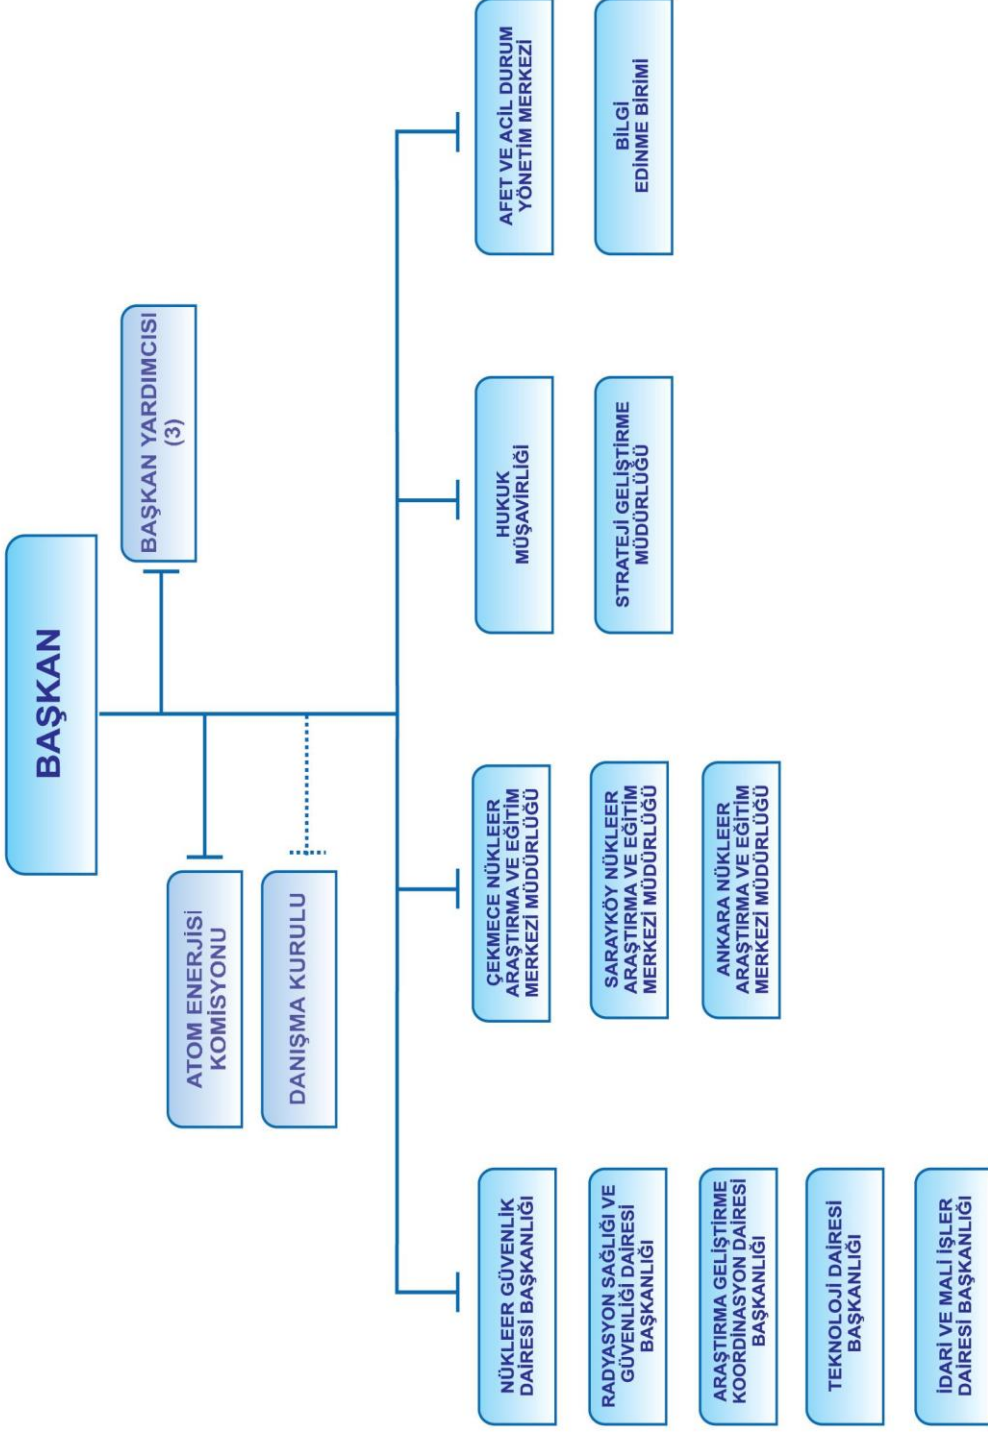 BAŞKAN
BAŞKAN YARDIMCISI
(3)
ATOM ENERJİSİ
KOMİSYONU
DANIŞMA KURULU
NÜKLEER GÜVENLİK
DAİRESİ BAŞKANLIĞI
RADYASYON SAĞLIĞI VE
GÜVENLİĞİ DAİRESİ
BAŞKANLIĞI
ARAŞTIRMA GELİŞTİRME
KOORDİNASYON DAİRESİ
BAŞKANLIĞI
TEKNOLOJİ DAİRESİ
BAŞKANLIĞI
İDARİ VE MALİ İŞLER
DAİRESİ BAŞKANLIĞI
ÇEKMECE NÜKLEER
ARAŞTIRMA VE EĞİTİM
MERKEZİ MÜDÜRLÜĞÜ
SARAYKÖY NÜKLEER
ARAŞTIRMA VE EĞİTİM
MERKEZİ MÜDÜRLÜĞÜ
ANKARA NÜKLEER
ARAŞTIRMA VE EĞİTİM
MERKEZİ MÜDÜRLÜĞÜ
HUKUK
MÜŞAVİRLİĞİ
STRATEJİ GELİŞTİRME
MÜDÜRLÜĞÜ
AFET VE ACİL DURUM
YÖNETİM MERKEZİ
BİLGİ
EDİNME BİRİMİ